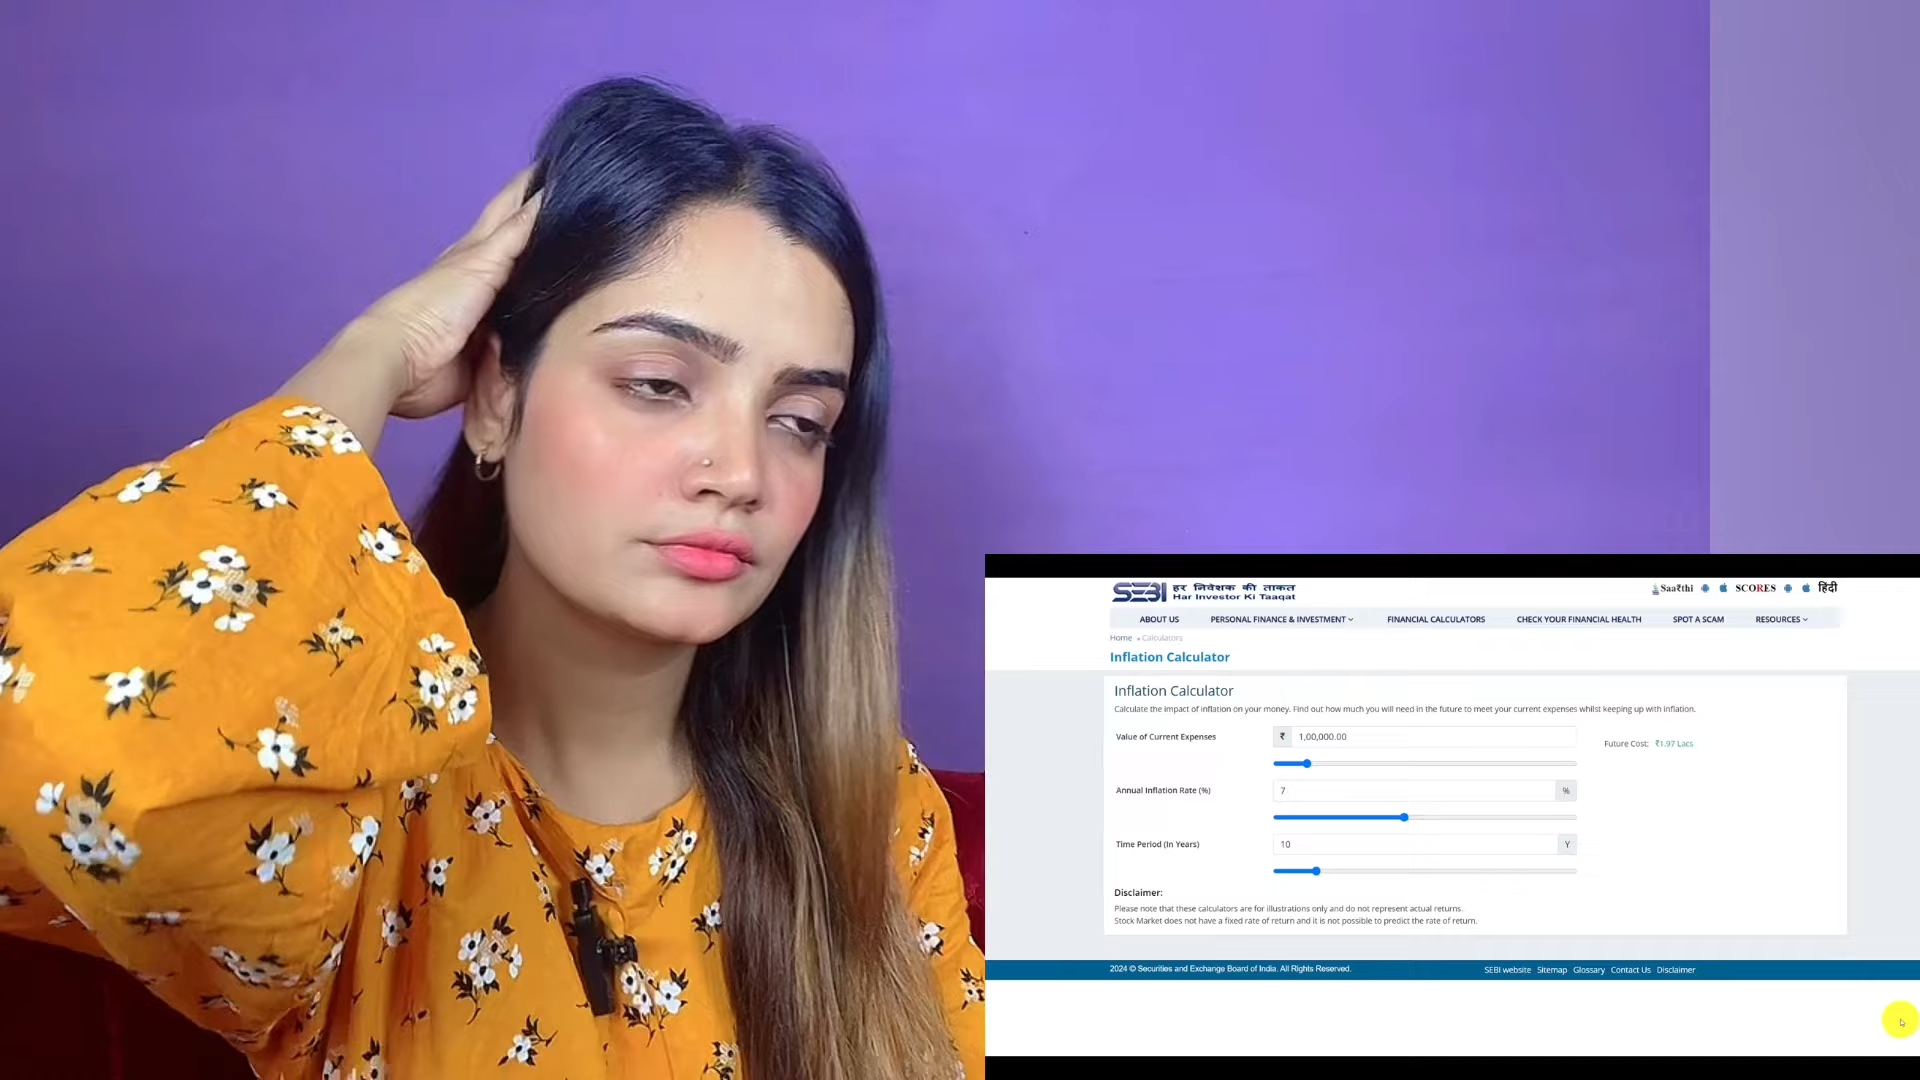 SEBI हर निवेशक की ताकत
Har Investor Ki Taaqat
Saa₹thi SCORES हिंदी
ABOUT US PERSONAL FINANCE & INVESTMENT FINANCIAL CALCULATORS CHECK YOUR FINANCIAL HEALTH SPOT A SCAM RESOURCES
Home Calculators
Inflation Calculator
Inflation Calculator
Calculate the impact of inflation on your money. Find out how much you will need in the future to meet your current expenses whilst keeping up with inflation.
Value of Current Expenses ₹ 1,00,000.00
Future Cost: ₹1.97 Lacs
Annual Inflation Rate (%) 7 %
Time Period (In Years) 10 Y
Disclaimer:
Please note that these calculators are for illustrations only and do not represent actual returns.
Stock Market does not have a fixed rate of return and it is not possible to predict the rate of return.
2024 © Securities and Exchange Board of India. All Rights Reserved. SEBI website Sitemap Glossary Contact Us Disclaimer